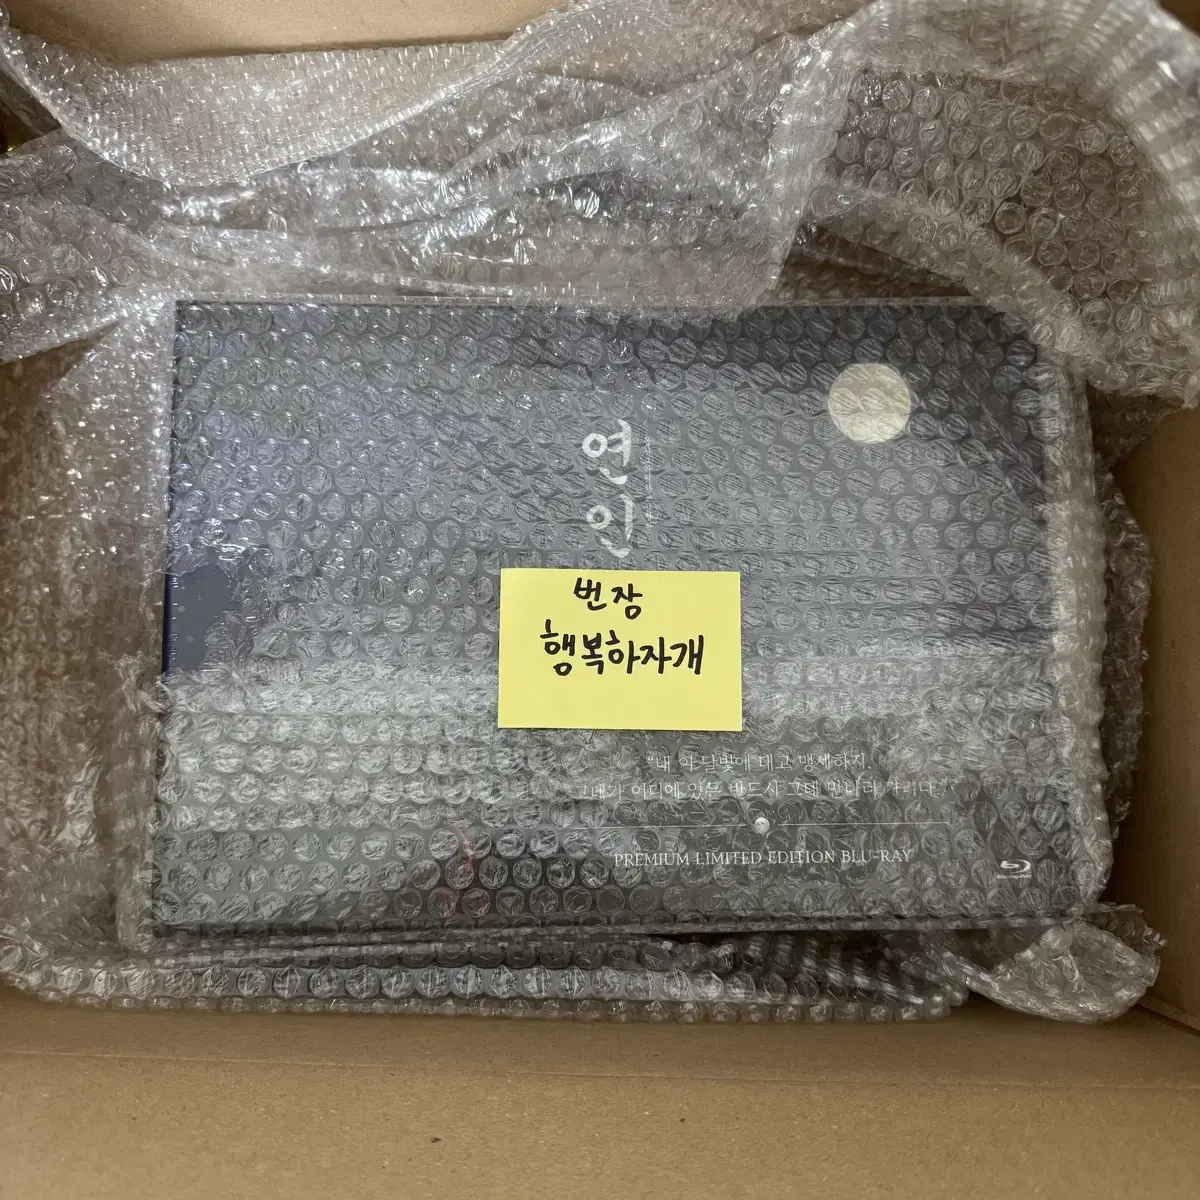 연인
번장
행복하자개
“내 이 달빛에 대고 맹세하지.
그대가 어디에 있든 반드시 그대 만나러 가리다.”
PREMIUM LIMITED EDITION BLU-RAY